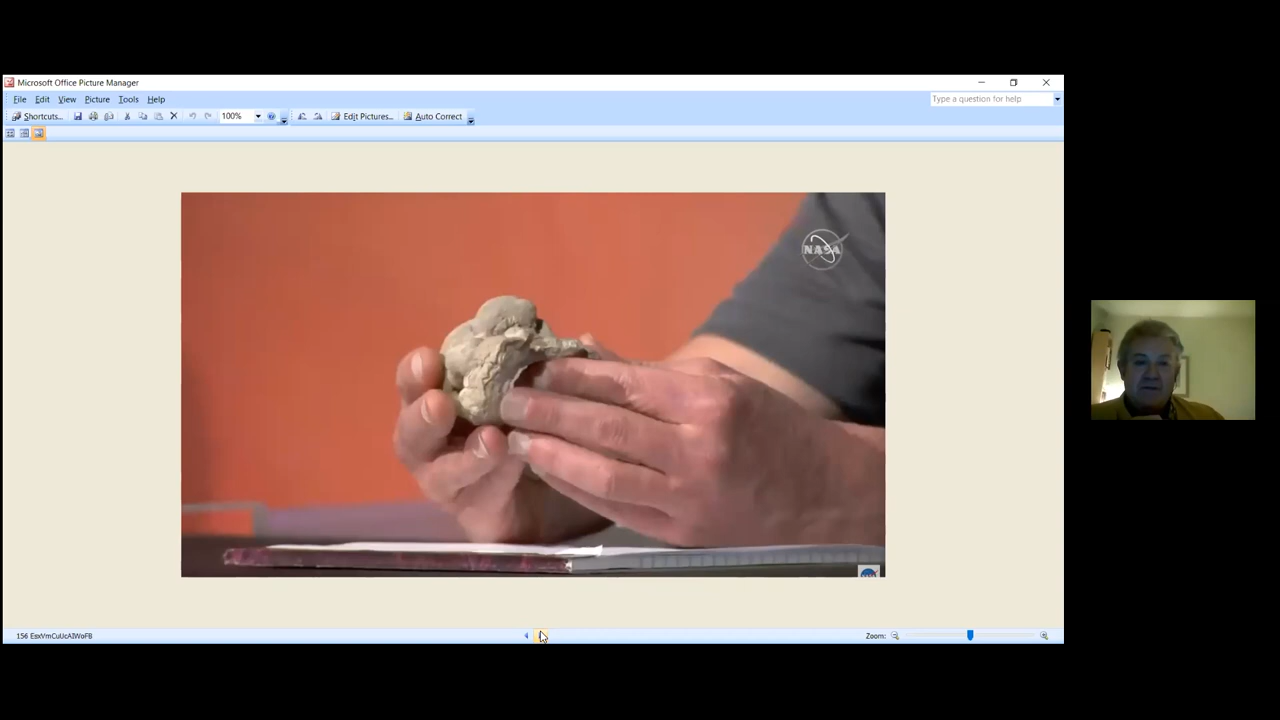 Microsoft Office Picture Manager
File Edit View Picture Tools Help
Type a question for help
Shortcuts...
100%
Edit Pictures...
Auto Correct
NASA
156 EsxVmCuUcAIWoFB
Zoom: